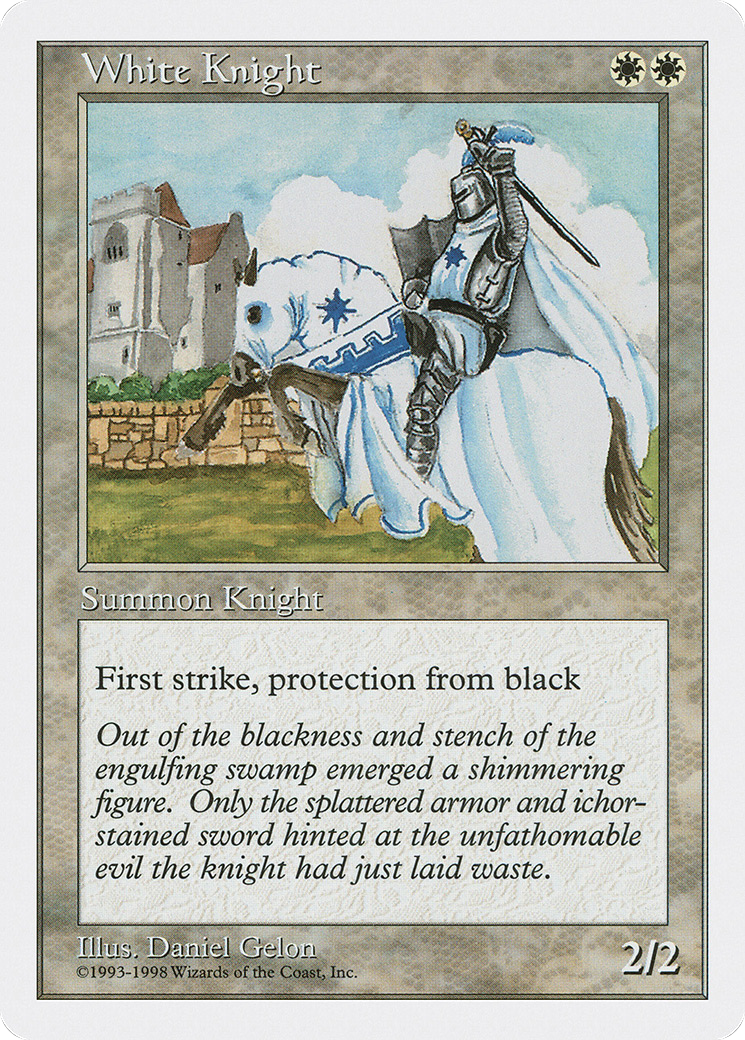 White Knight
Summon Knight
First strike, protection from black
Out of the blackness and stench of the
engulfing swamp emerged a shimmering
figure. Only the splattered armor and ichor-
stained sword hinted at the unfathomable
evil the knight had just laid waste.
Illus. Daniel Gelon
©1993-1998 Wizards of the Coast, Inc.
2/2